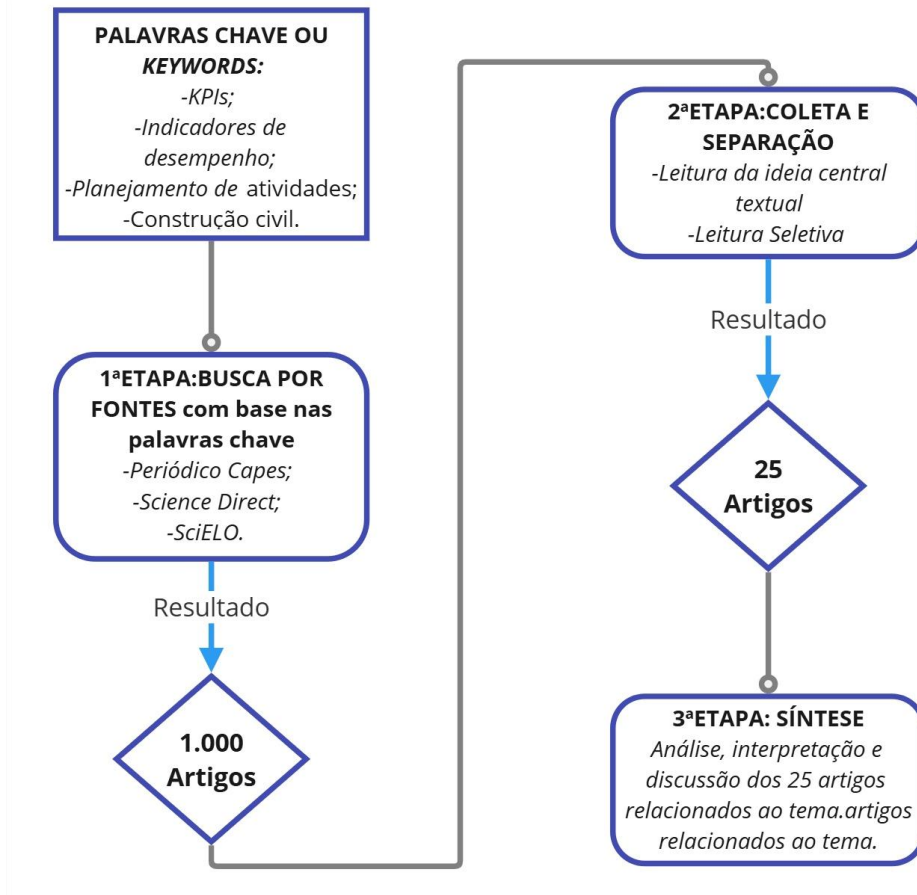 PALAVRAS CHAVE OU
KEYWORDS:
-KPIs;
-Indicadores de
desempenho;
-Planejamento de atividades;
-Construção civil.
1ªETAPA:BUSCA POR
FONTES com base nas
palavras chave
-Periódico Capes;
-Science Direct;
-SciELO.
Resultado
1.000
Artigos
2ªETAPA:COLETA E
SEPARAÇÃO
-Leitura da ideia central
textual
-Leitura Seletiva
Resultado
25
Artigos
3ªETAPA: SÍNTESE
Análise, interpretação e
discussão dos 25 artigos
relacionados ao tema.artigos
relacionados ao tema.